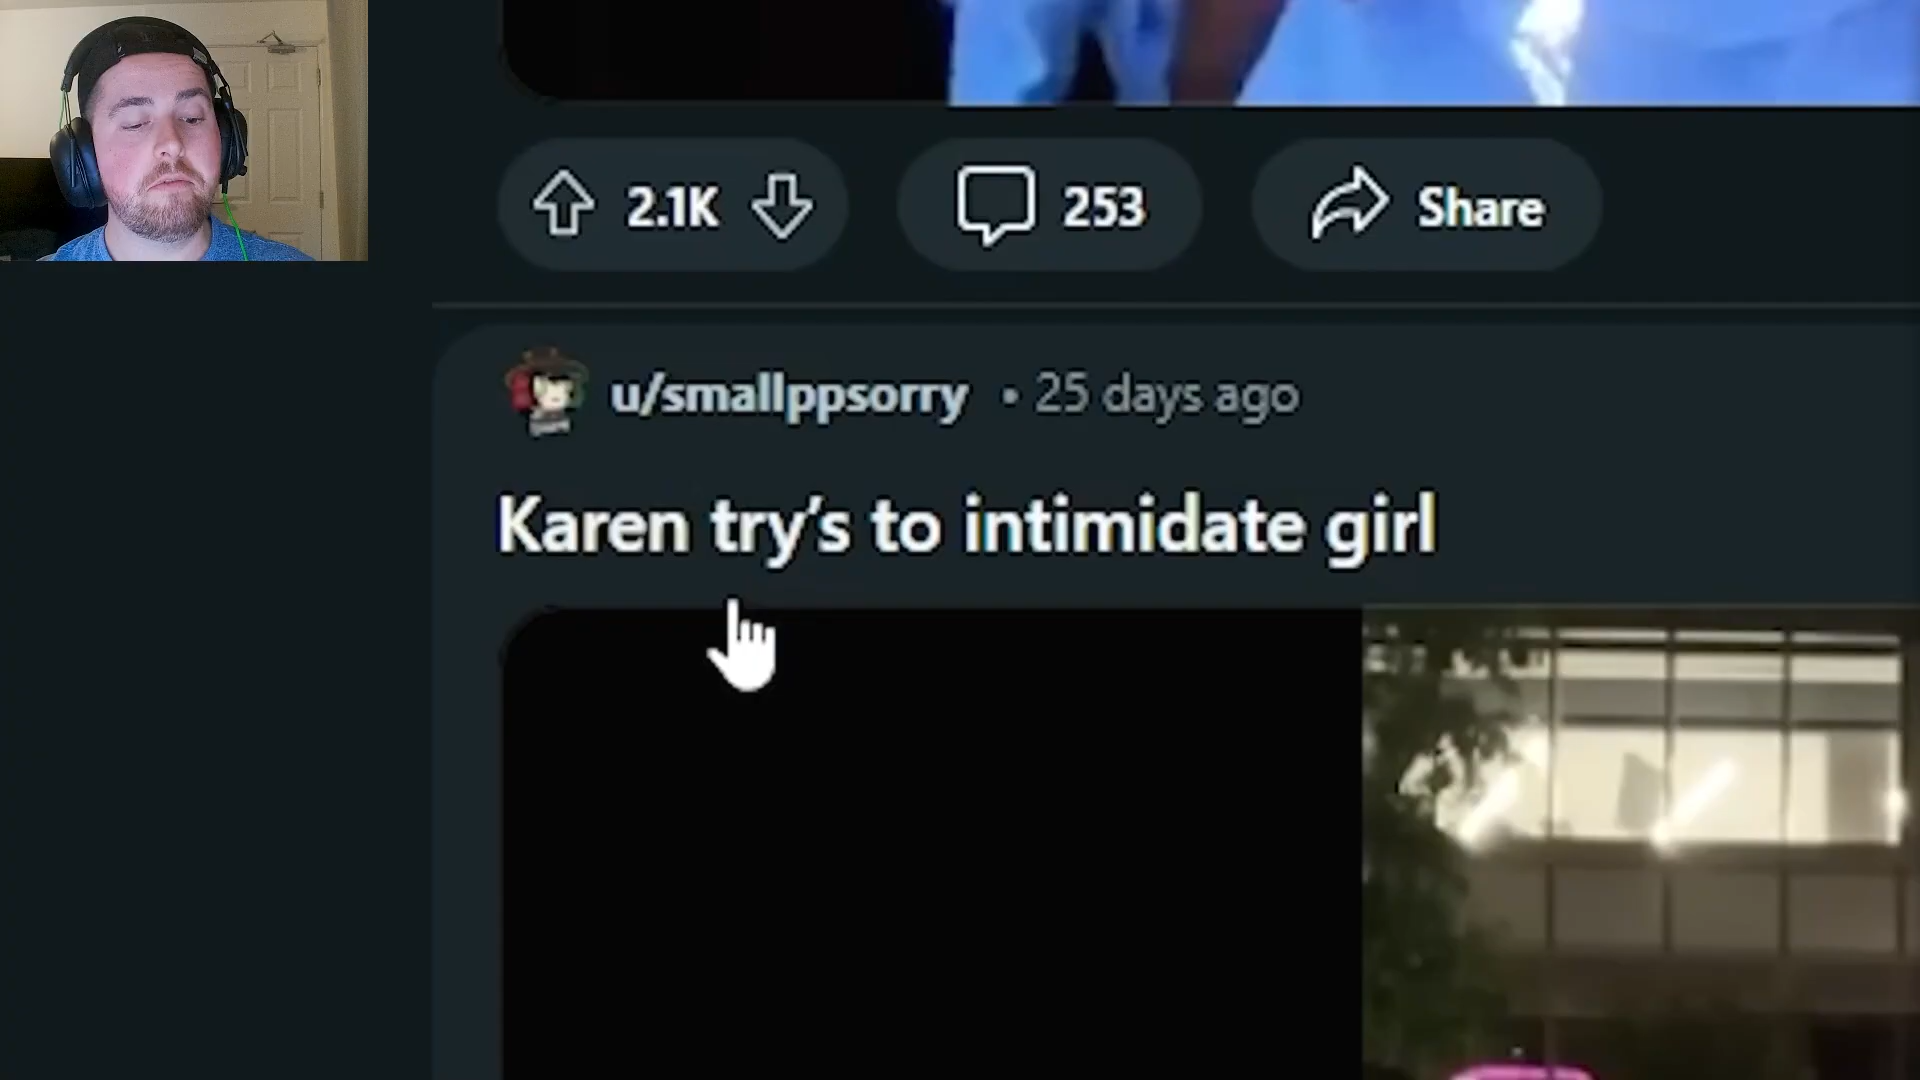 2.1K
253
Share
u/smallppsorry • 25 days ago
Karen try's to intimidate girl